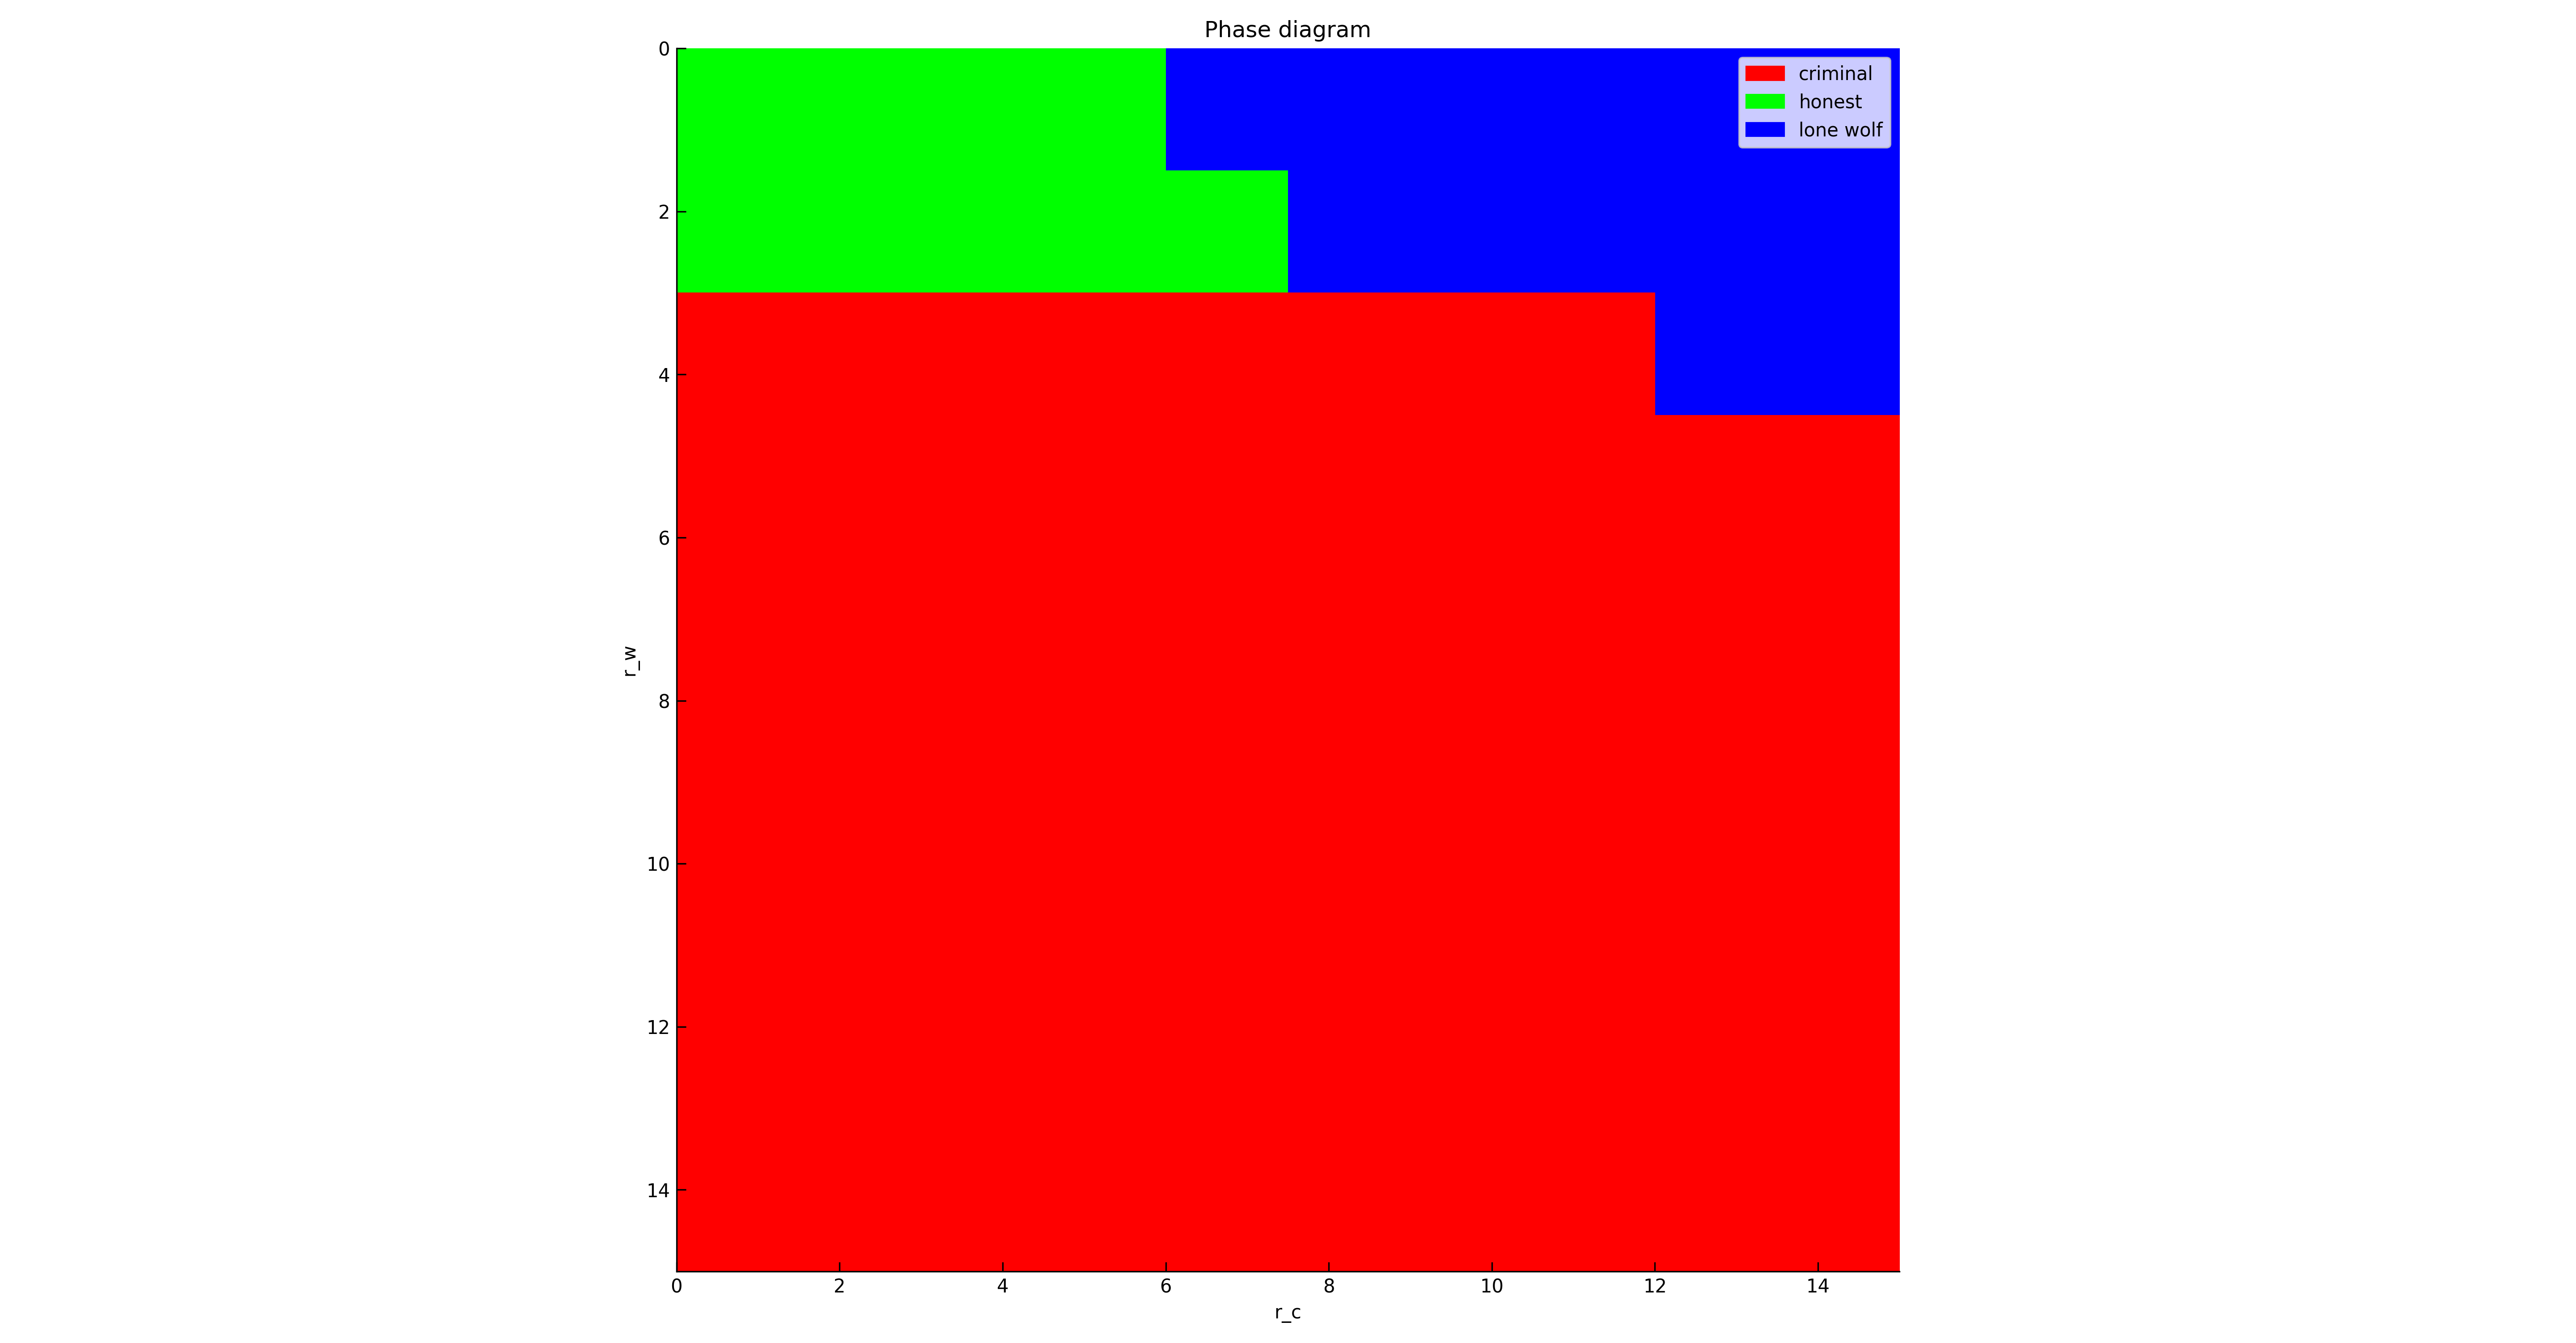 Phase diagram
criminal
honest
lone wolf
0
2
4
6
8
10
12
14
r_w
0 2 4 6 8 10 12 14
r_c